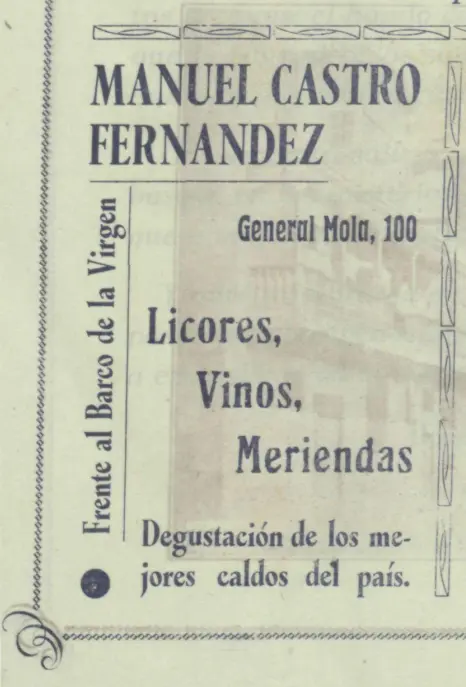 MANUEL CASTRO
FERNANDEZ
General Mola, 100
Frente al Barco de la Virgen
Licores,
Vinos,
Meriendas
Degustación de los me-
jores caldos del país.